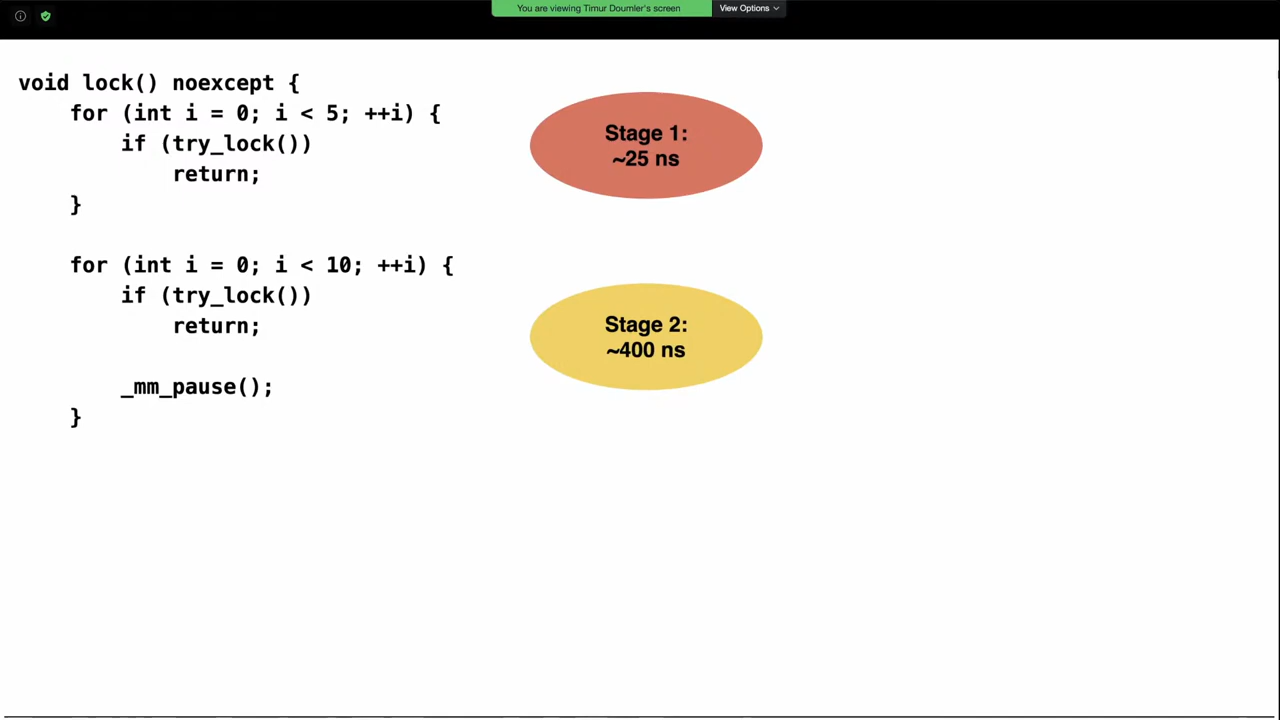 You are viewing Timur Doumler's screen
View Options
void lock() noexcept {
    for (int i = 0; i < 5; ++i) {
        if (try_lock())
            return;
    }
    for (int i = 0; i < 10; ++i) {
        if (try_lock())
            return;
        _mm_pause();
    }
Stage 1:
~25 ns
Stage 2:
~400 ns